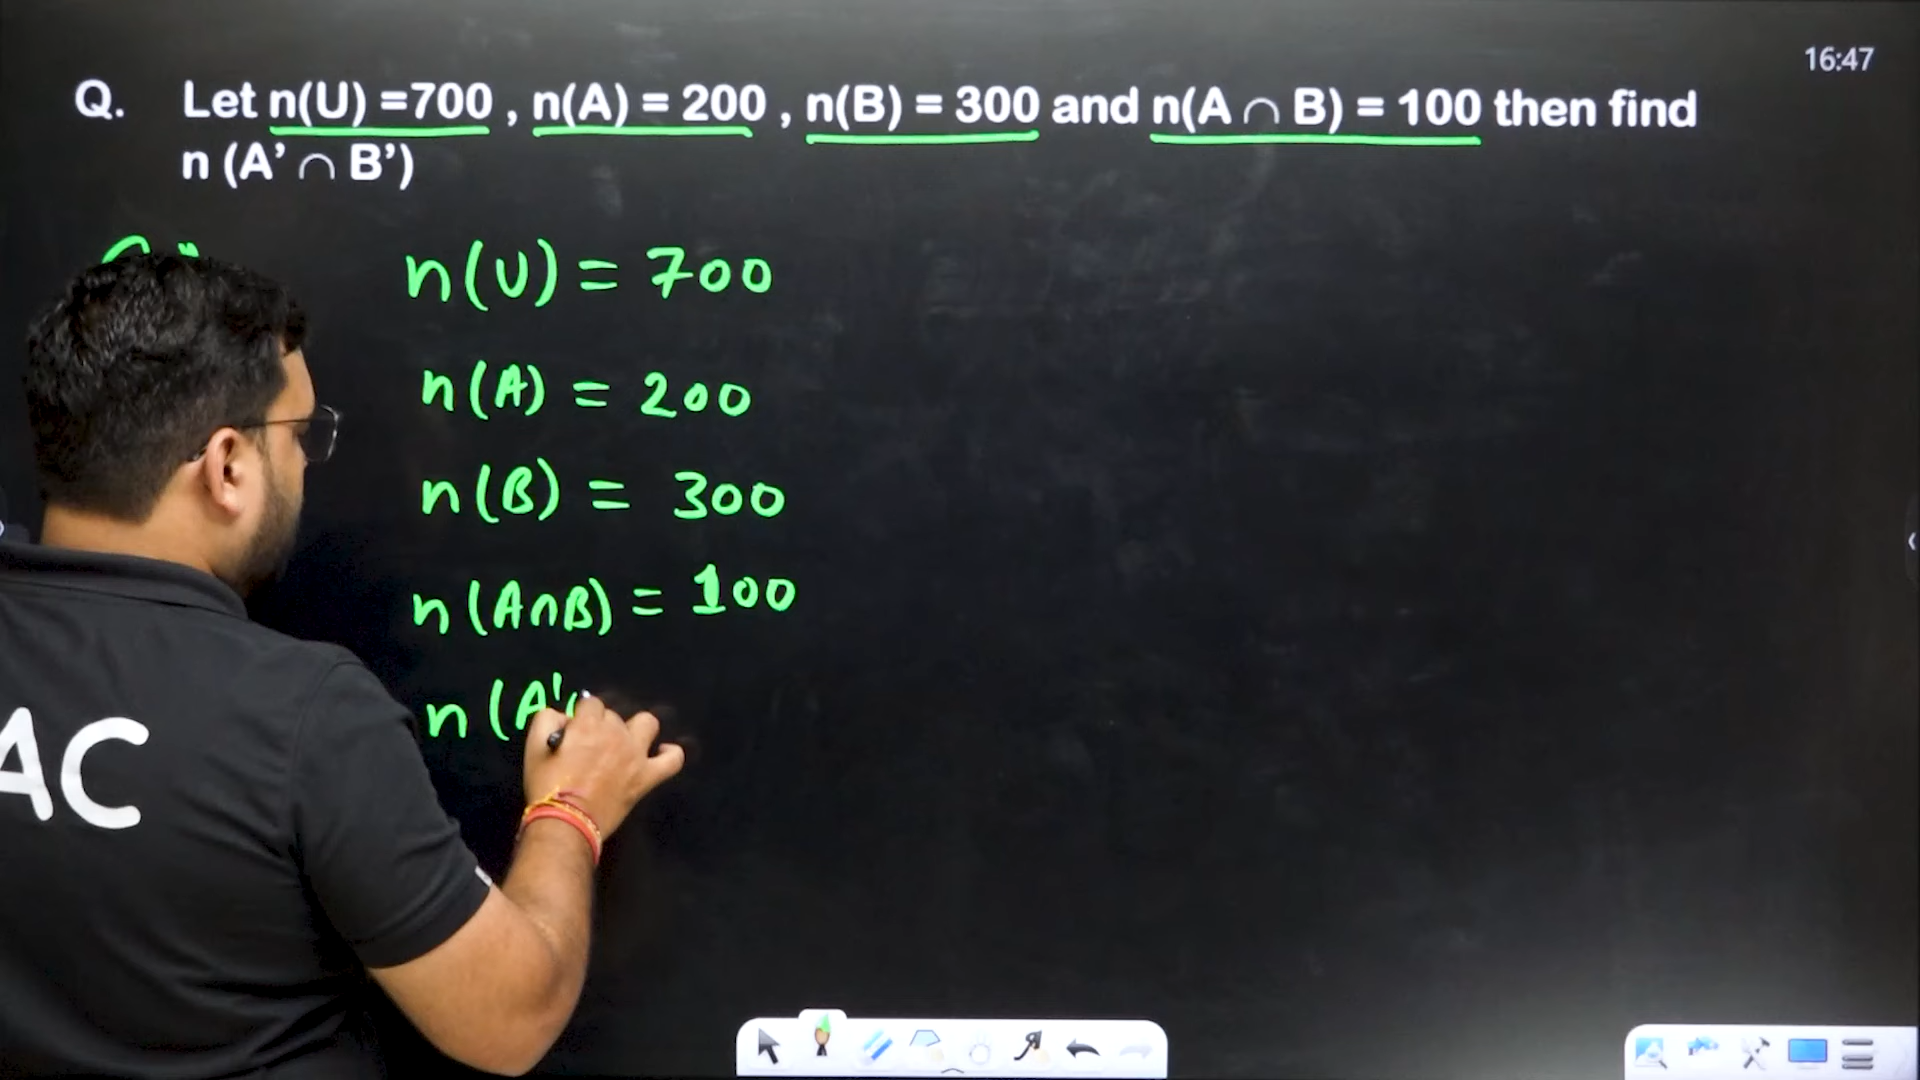 16:47
Q. Let n(U) =700 , n(A) = 200 , n(B) = 300 and n(A ∩ B) = 100 then find
n (A’ ∩ B’)
n(U) = 700
n(A) = 200
n(B) = 300
n(A∩B) = 100
n(A'
AC